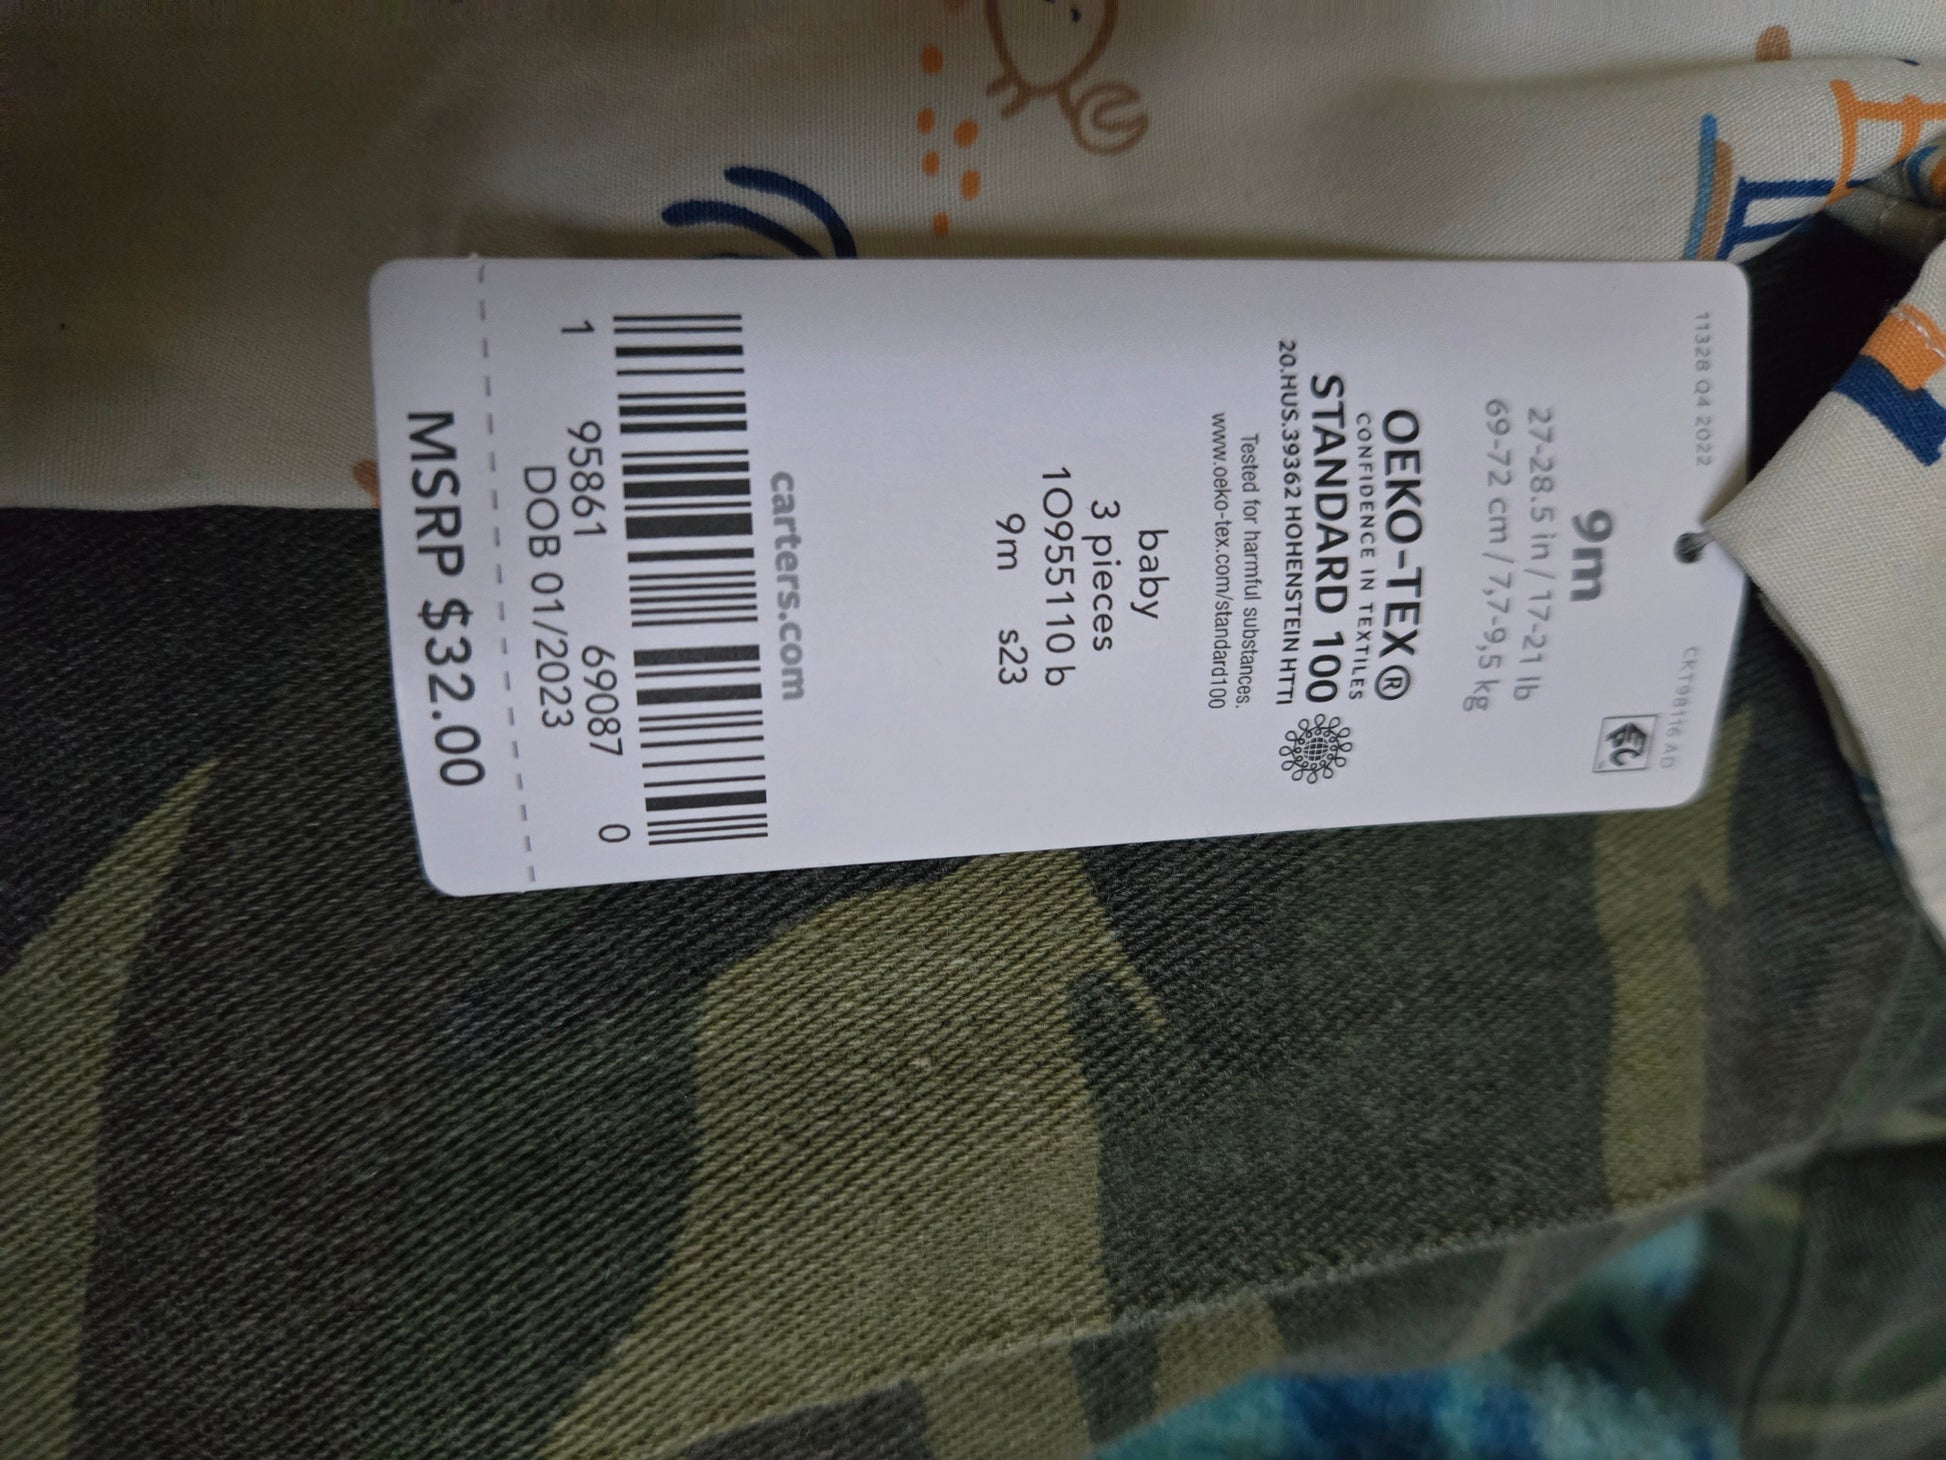 11328 Q4 2022 CKT98116 AD
9m
27-28.5 in / 17-21 lb
69-72 cm / 7,7-9,5 kg
OEKO-TEX®
CONFIDENCE IN TEXTILES
STANDARD 100
20.HUS.39362 HOHENSTEIN HTTI
Tested for harmful substances.
www.oeko-tex.com/standard100
baby
3 pieces
1O955110 b
9m s23
carters.com
1 95861 69087 0
DOB 01/2023
MSRP $32.00